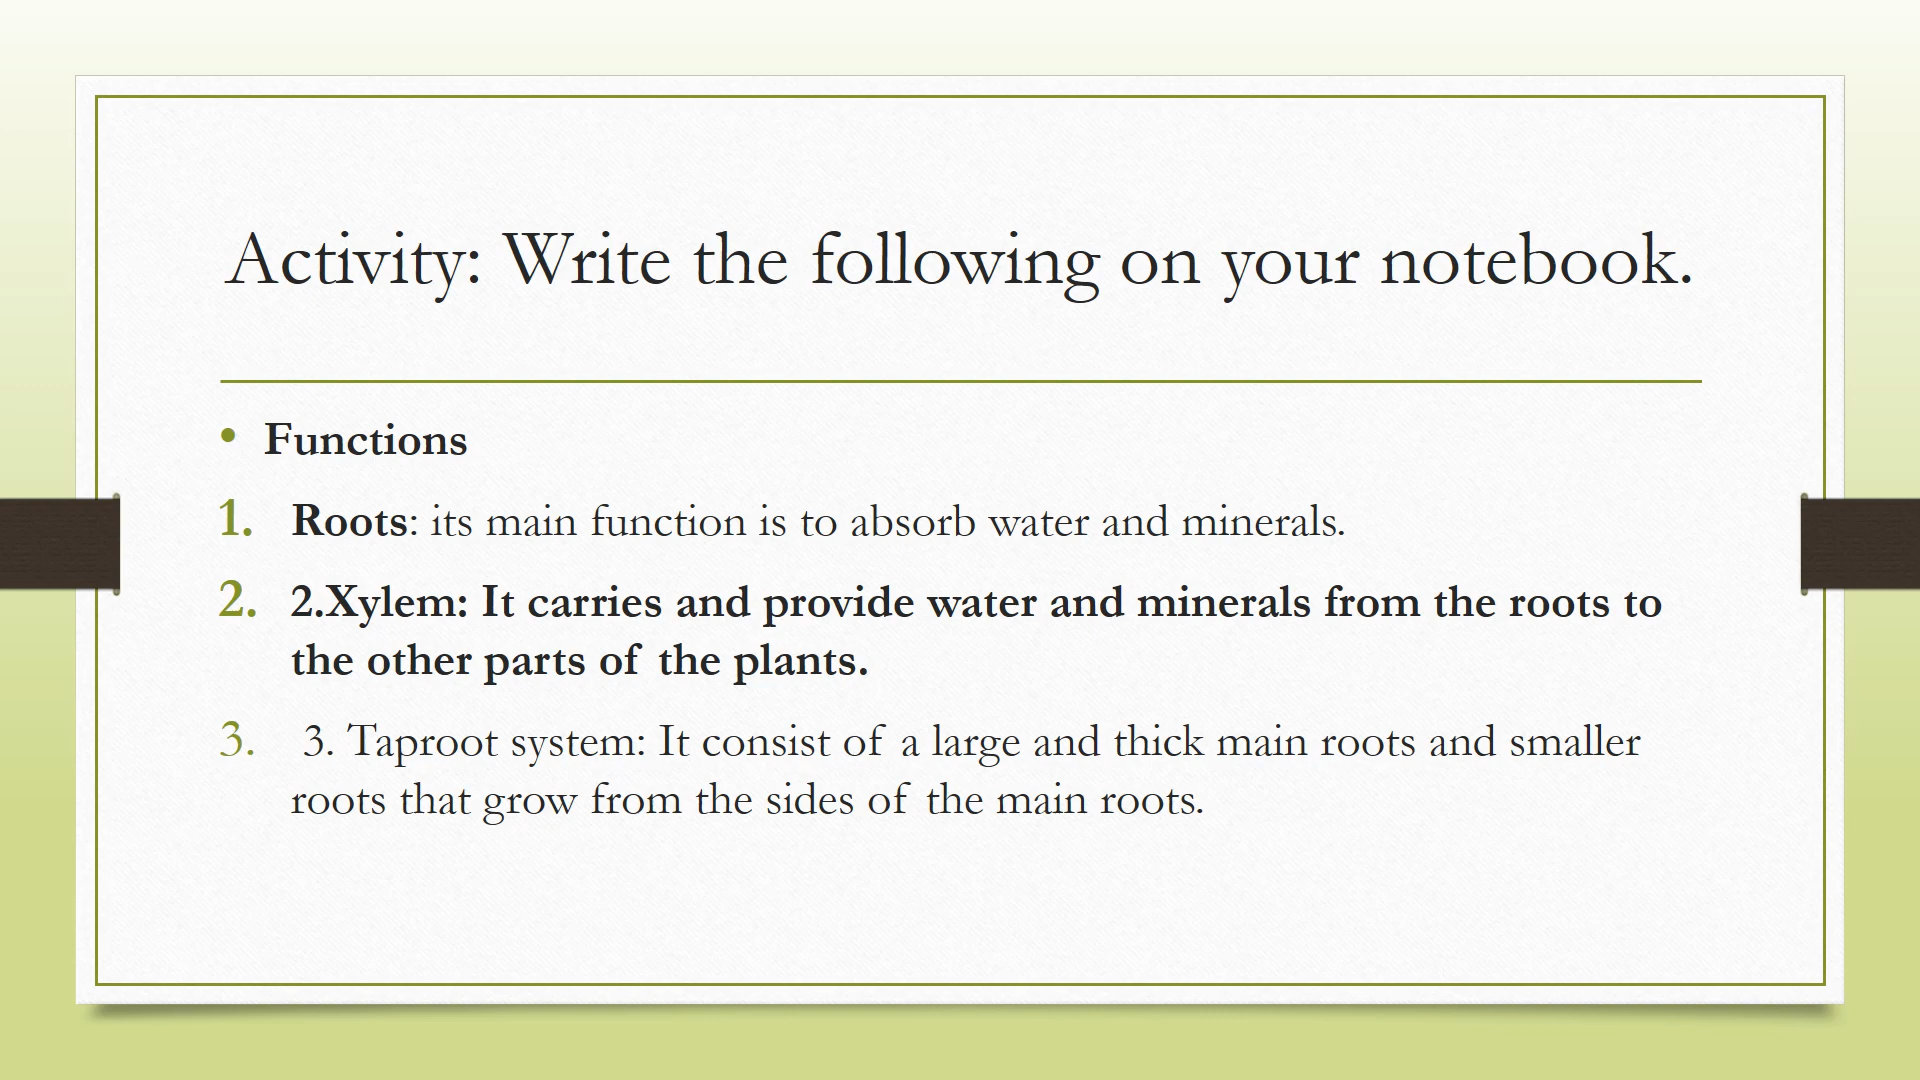 Activity: Write the following on your notebook.
• Functions
1. Roots: its main function is to absorb water and minerals.
2. 2.Xylem: It carries and provide water and minerals from the roots to
the other parts of the plants.
3. 3. Taproot system: It consist of a large and thick main roots and smaller
roots that grow from the sides of the main roots.